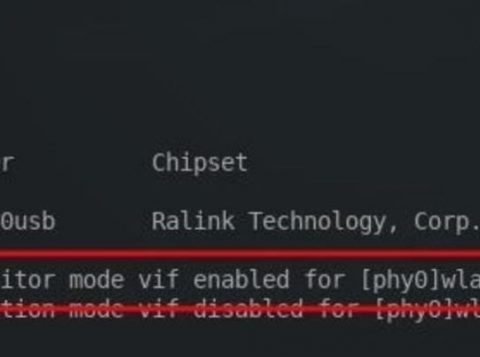 r Chipset
0usb Ralink Technology, Corp.
itor mode vif enabled for [phy0]wla
tion mode vif disabled for [phy0]wl